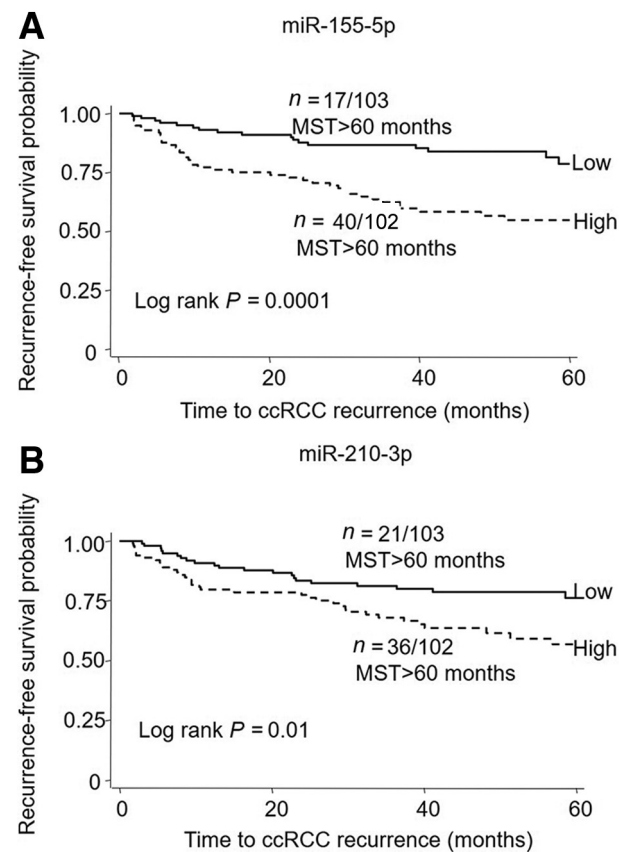 A
miR-155-5p
Recurrence-free survival probability
1.00
0.75
0.50
0.25
0
n = 17/103
MST>60 months
Low
High
n = 40/102
MST>60 months
Log rank P = 0.0001
0 20 40 60
Time to ccRCC recurrence (months)
B
miR-210-3p
Recurrence-free survival probability
1.00
0.75
0.50
0.25
0
n = 21/103
MST>60 months
Low
High
n = 36/102
MST>60 months
Log rank P = 0.01
0 20 40 60
Time to ccRCC recurrence (months)